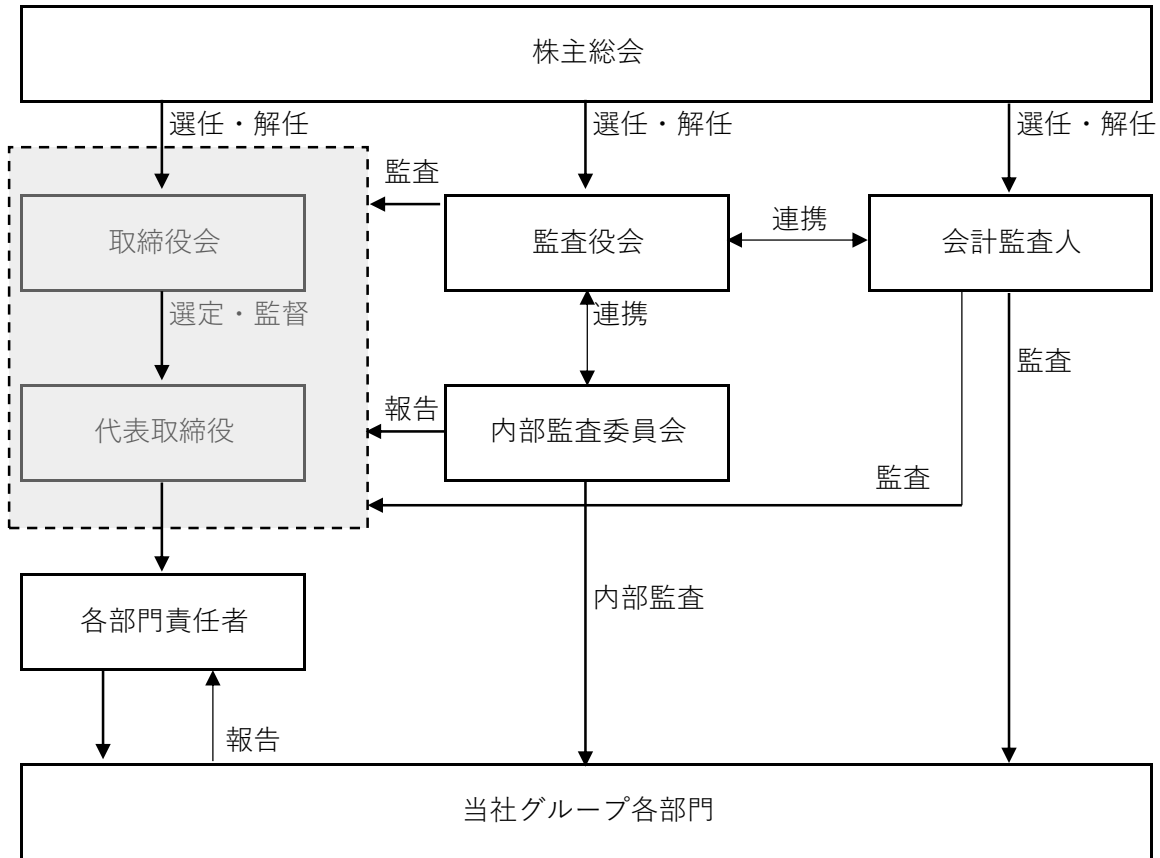 株主総会
選任・解任
選任・解任
選任・解任
監査
取締役会
監査役会
連携
会計監査人
選定・監督
連携
監査
代表取締役
報告
内部監査委員会
監査
各部門責任者
内部監査
報告
当社グループ各部門